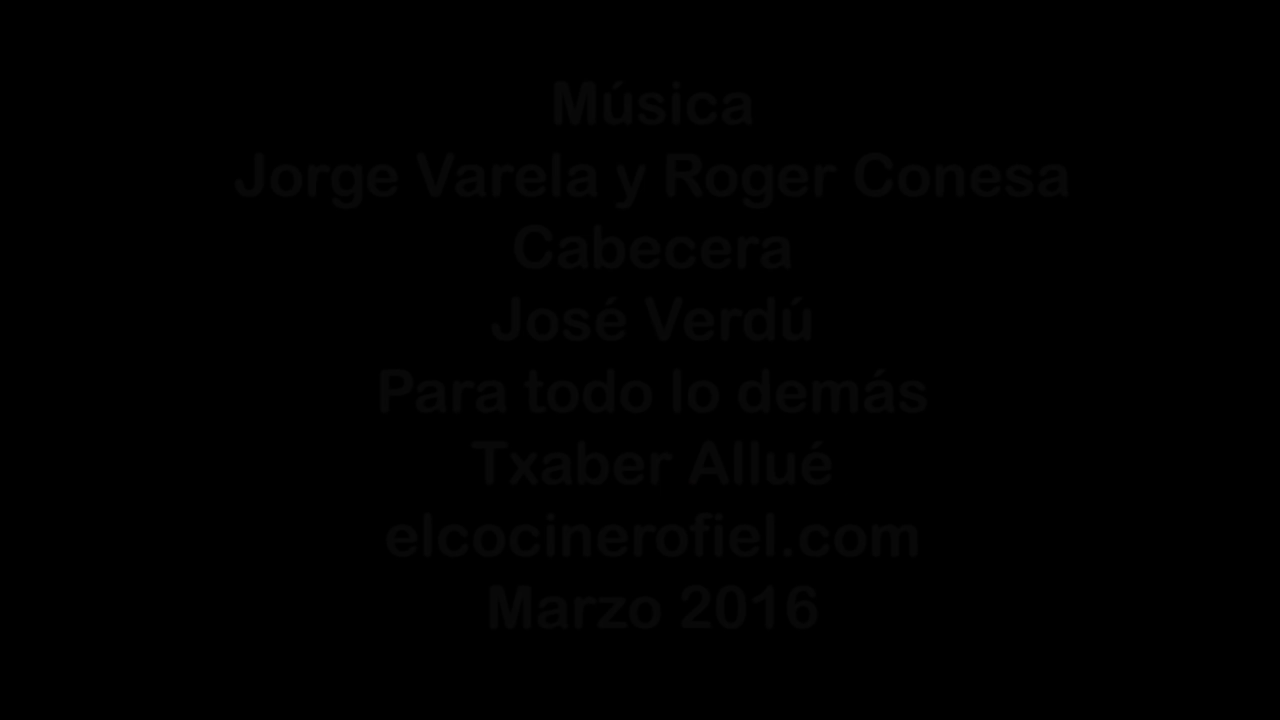 Música
Jorge Varela y Roger Conesa
Cabecera
José Verdú
Para todo lo demás
Txaber Allué
elcocinerofiel.com
Marzo 2016